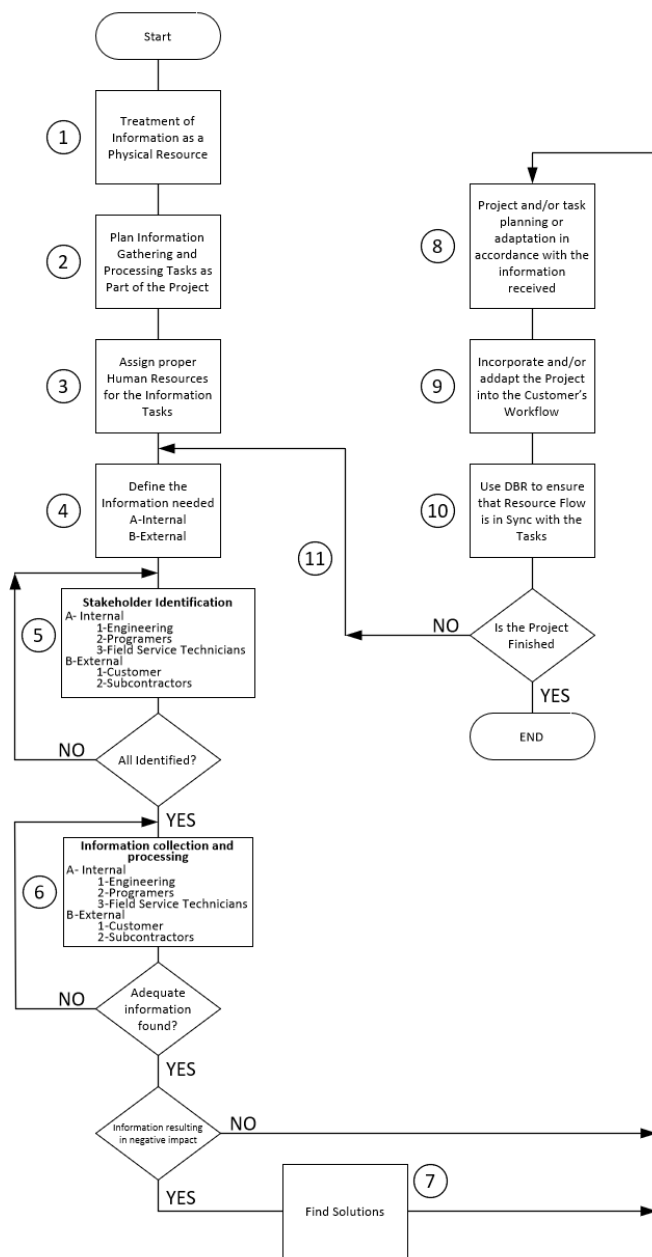 Start
1
Treatment of
Information as a
Physical Resource
2
Plan Information
Gathering and
Processing Tasks as
Part of the Project
3
Assign proper
Human Resources
for the Information
Tasks
4
Define the
Information needed
A-Internal
B-External
5
Stakeholder Identification
A- Internal
1-Engineering
2-Programers
3-Field Service Technicians
B-External
1-Customer
2-Subcontractors
NO
All Identified?
YES
6
Information collection and
processing
A- Internal
1-Engineering
2-Programers
3-Field Service Technicians
B-External
1-Customer
2-Subcontractors
NO
Adequate
information
found?
YES
Information resulting
in negative impact
NO
YES
Find Solutions
7
8
Project and/or task
planning or
adaptation in
accordance with the
information
received
9
Incorporate and/or
addapt the Project
into the Customer's
Workflow
10
Use DBR to ensure
that Resource Flow
is in Sync with the
Tasks
11
NO
Is the Project
Finished
YES
END